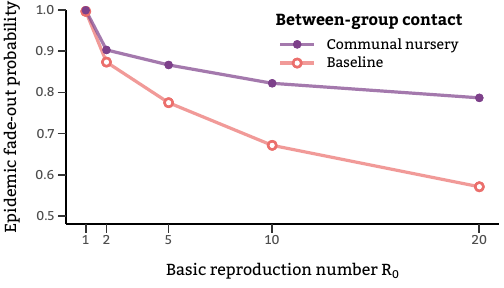 Epidemic fade-out probability
1.0
0.9
0.8
0.7
0.6
0.5
Between-group contact
Communal nursery
Baseline
1 2 5 10 20
Basic reproduction number R₀